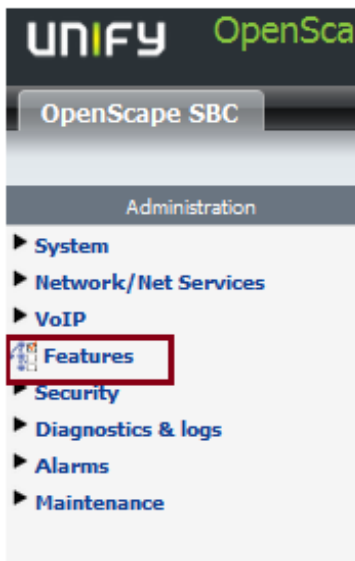 UNIFY OpenSca
OpenScape SBC
Administration
System
Network/Net Services
VoIP
Features
Security
Diagnostics & logs
Alarms
Maintenance